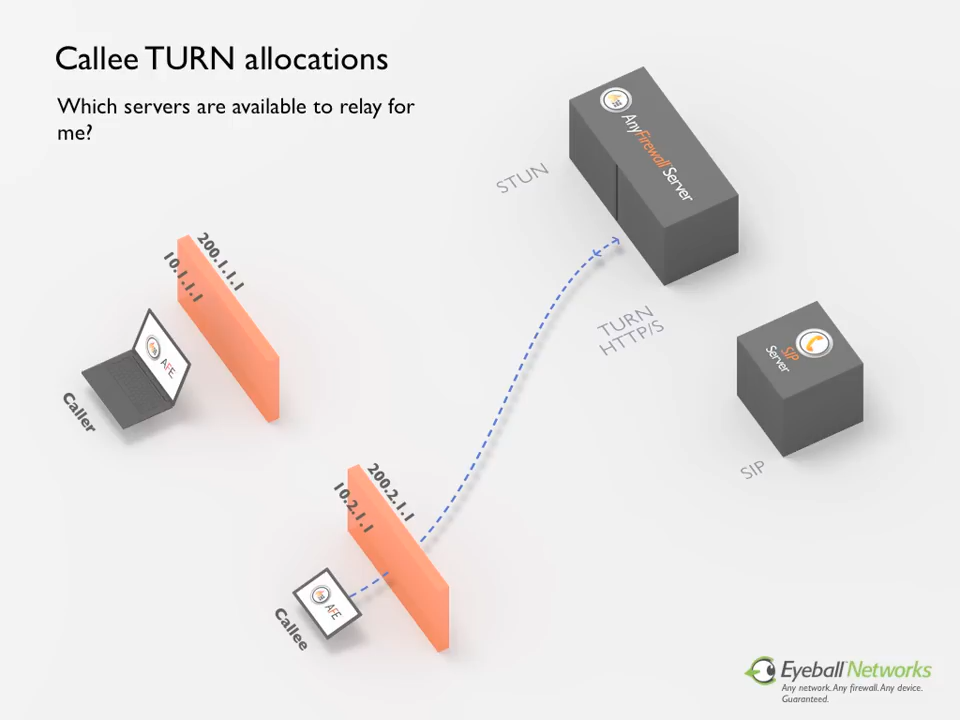 Callee TURN allocations
Which servers are available to relay for
me?
AnyFirewall Server
STUN
200.1.1.1
10.1.1.1
AFE
Caller
TURN
HTTP/S
SIP
Server
SIP
200.2.1.1
10.2.1.1
AFE
Callee
Eyeball Networks
Any network. Any firewall. Any device.
Guaranteed.